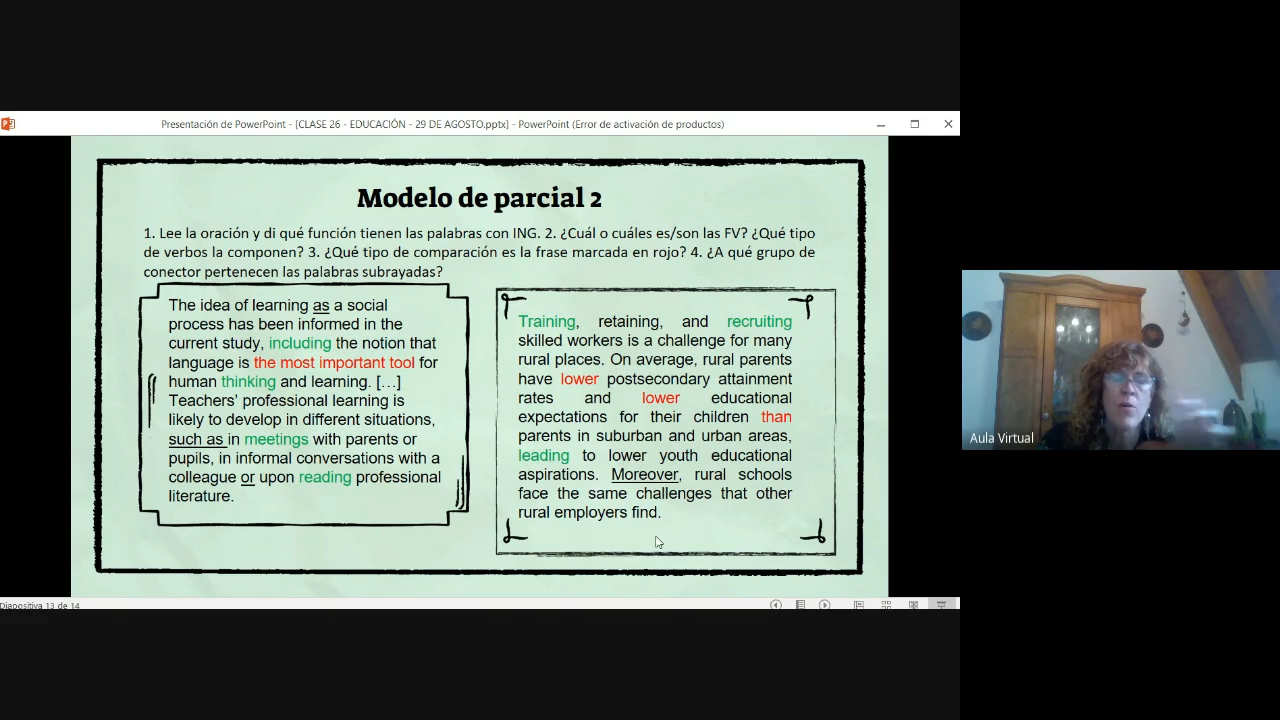 Presentación de PowerPoint - [CLASE 26 - EDUCACIÓN - 29 DE AGOSTO.pptx] - PowerPoint (Error de activación de productos)
Modelo de parcial 2
1. Lee la oración y di qué función tienen las palabras con ING. 2. ¿Cuál o cuáles es/son las FV? ¿Qué tipo
de verbos la componen? 3. ¿Qué tipo de comparación es la frase marcada en rojo? 4. ¿A qué grupo de
conector pertenecen las palabras subrayadas?
The idea of learning as a social
process has been informed in the
current study, including the notion that
language is the most important tool for
human thinking and learning. […]
Teachers' professional learning is
likely to develop in different situations,
such as in meetings with parents or
pupils, in informal conversations with a
colleague or upon reading professional
literature.
Training, retaining, and recruiting
skilled workers is a challenge for many
rural places. On average, rural parents
have lower postsecondary attainment
rates and lower educational
expectations for their children than
parents in suburban and urban areas,
leading to lower youth educational
aspirations. Moreover, rural schools
face the same challenges that other
rural employers find.
Diapositiva 13 de 14
Aula Virtual